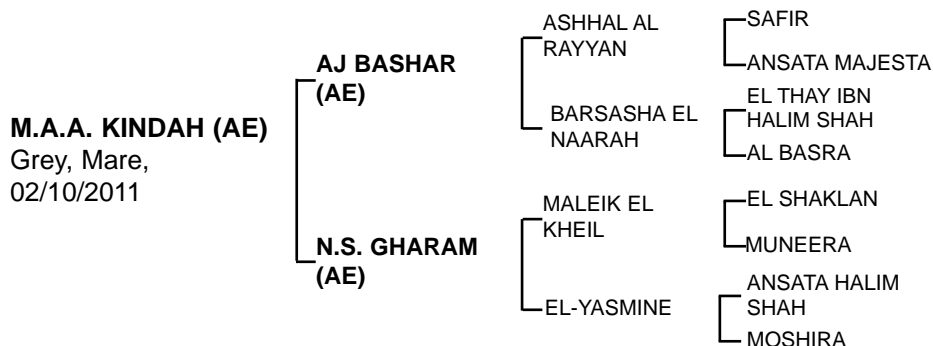 M.A.A. KINDAH (AE)
Grey, Mare,
02/10/2011
AJ BASHAR
(AE)
N.S. GHARAM
(AE)
ASHHAL AL
RAYYAN
BARSASHA EL
NAARAH
MALEIK EL
KHEIL
EL-YASMINE
SAFIR
ANSATA MAJESTA
EL THAY IBN
HALIM SHAH
AL BASRA
EL SHAKLAN
MUNEERA
ANSATA HALIM
SHAH
MOSHIRA